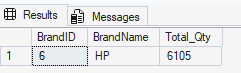 Results Messages
BrandID BrandName Total_Qty
1 6 HP 6105